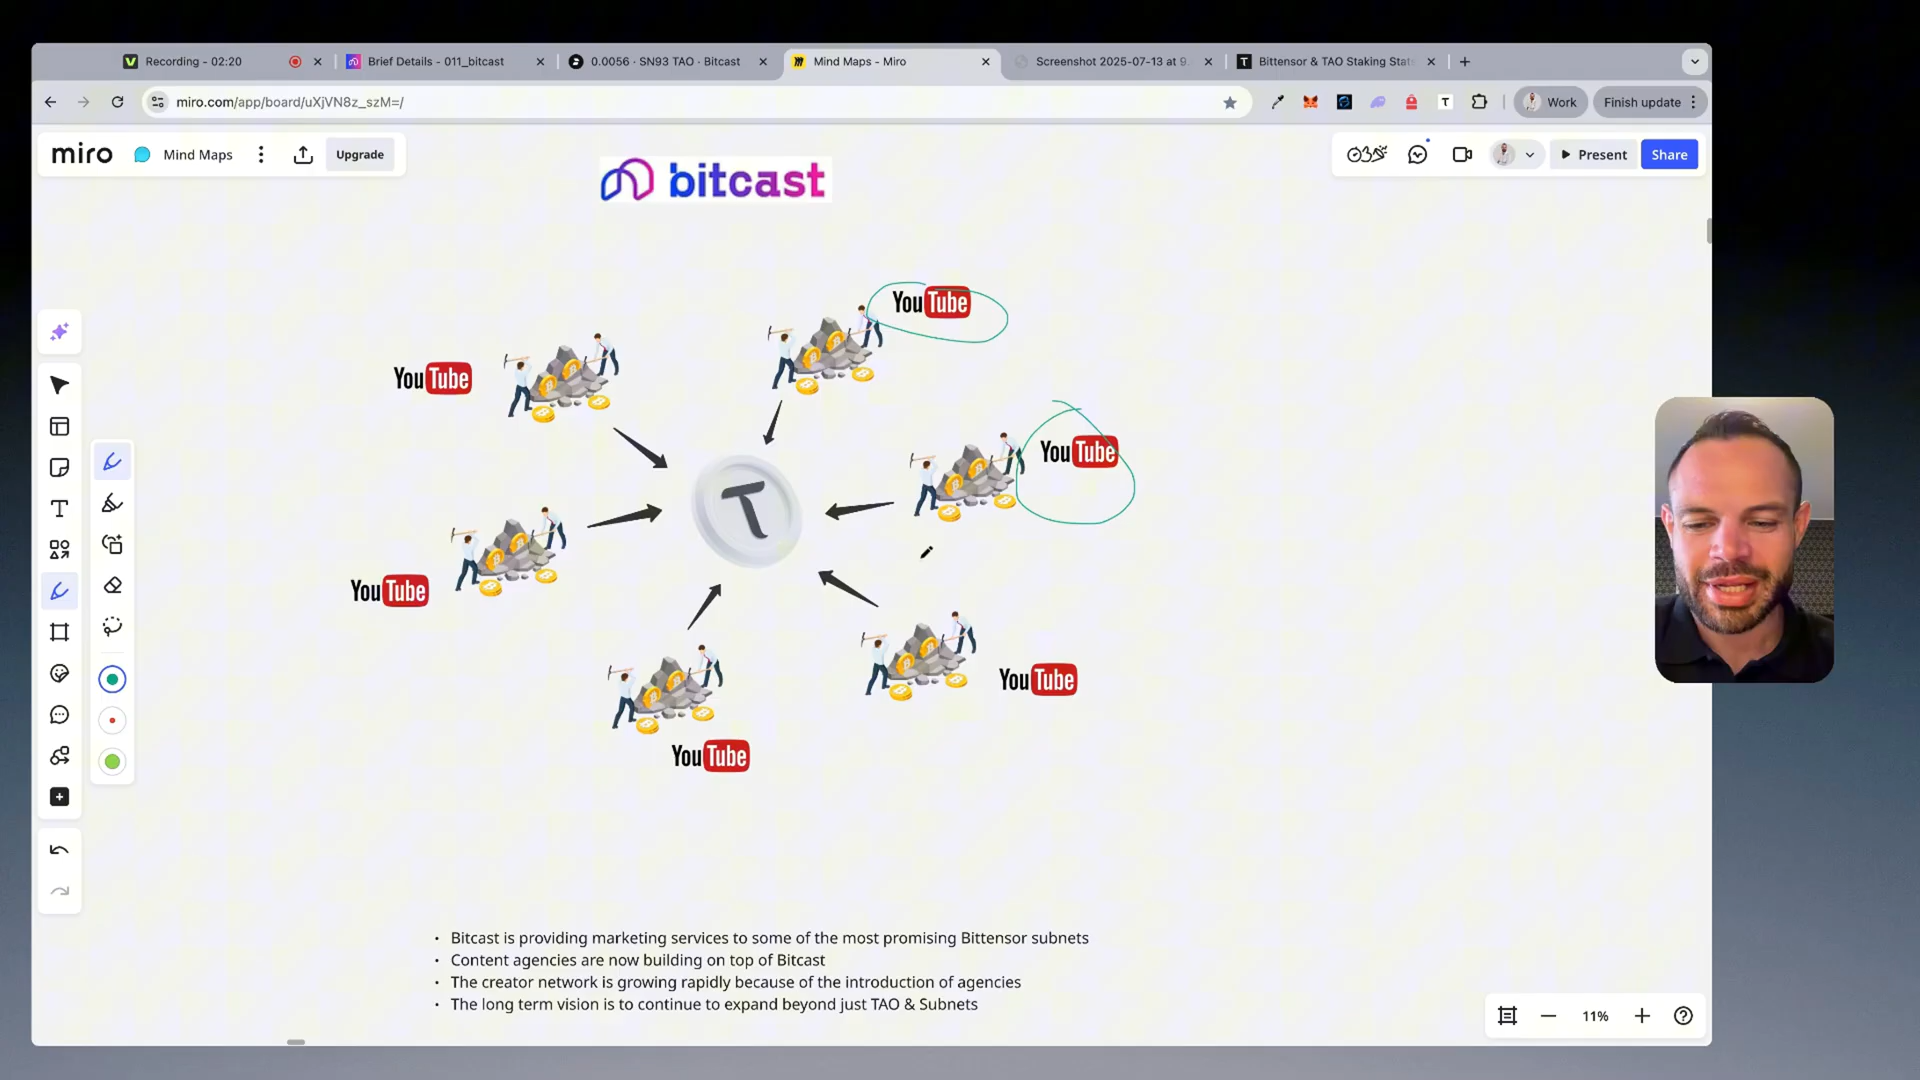 Recording - 02:20
Brief Details - 011_bitcast
0.0056 · SN93 TAO · Bitcast
Mind Maps - Miro
Screenshot 2025-07-13 at 9.
Bittensor & TAO Staking Stats
miro.com/app/board/uXjVN8z_szM=/
Work
Finish update
miro
Mind Maps
Upgrade
Present
Share
bitcast
YouTube
YouTube
YouTube
YouTube
YouTube
YouTube
T
• Bitcast is providing marketing services to some of the most promising Bittensor subnets
• Content agencies are now building on top of Bitcast
• The creator network is growing rapidly because of the introduction of agencies
• The long term vision is to continue to expand beyond just TAO & Subnets
11%